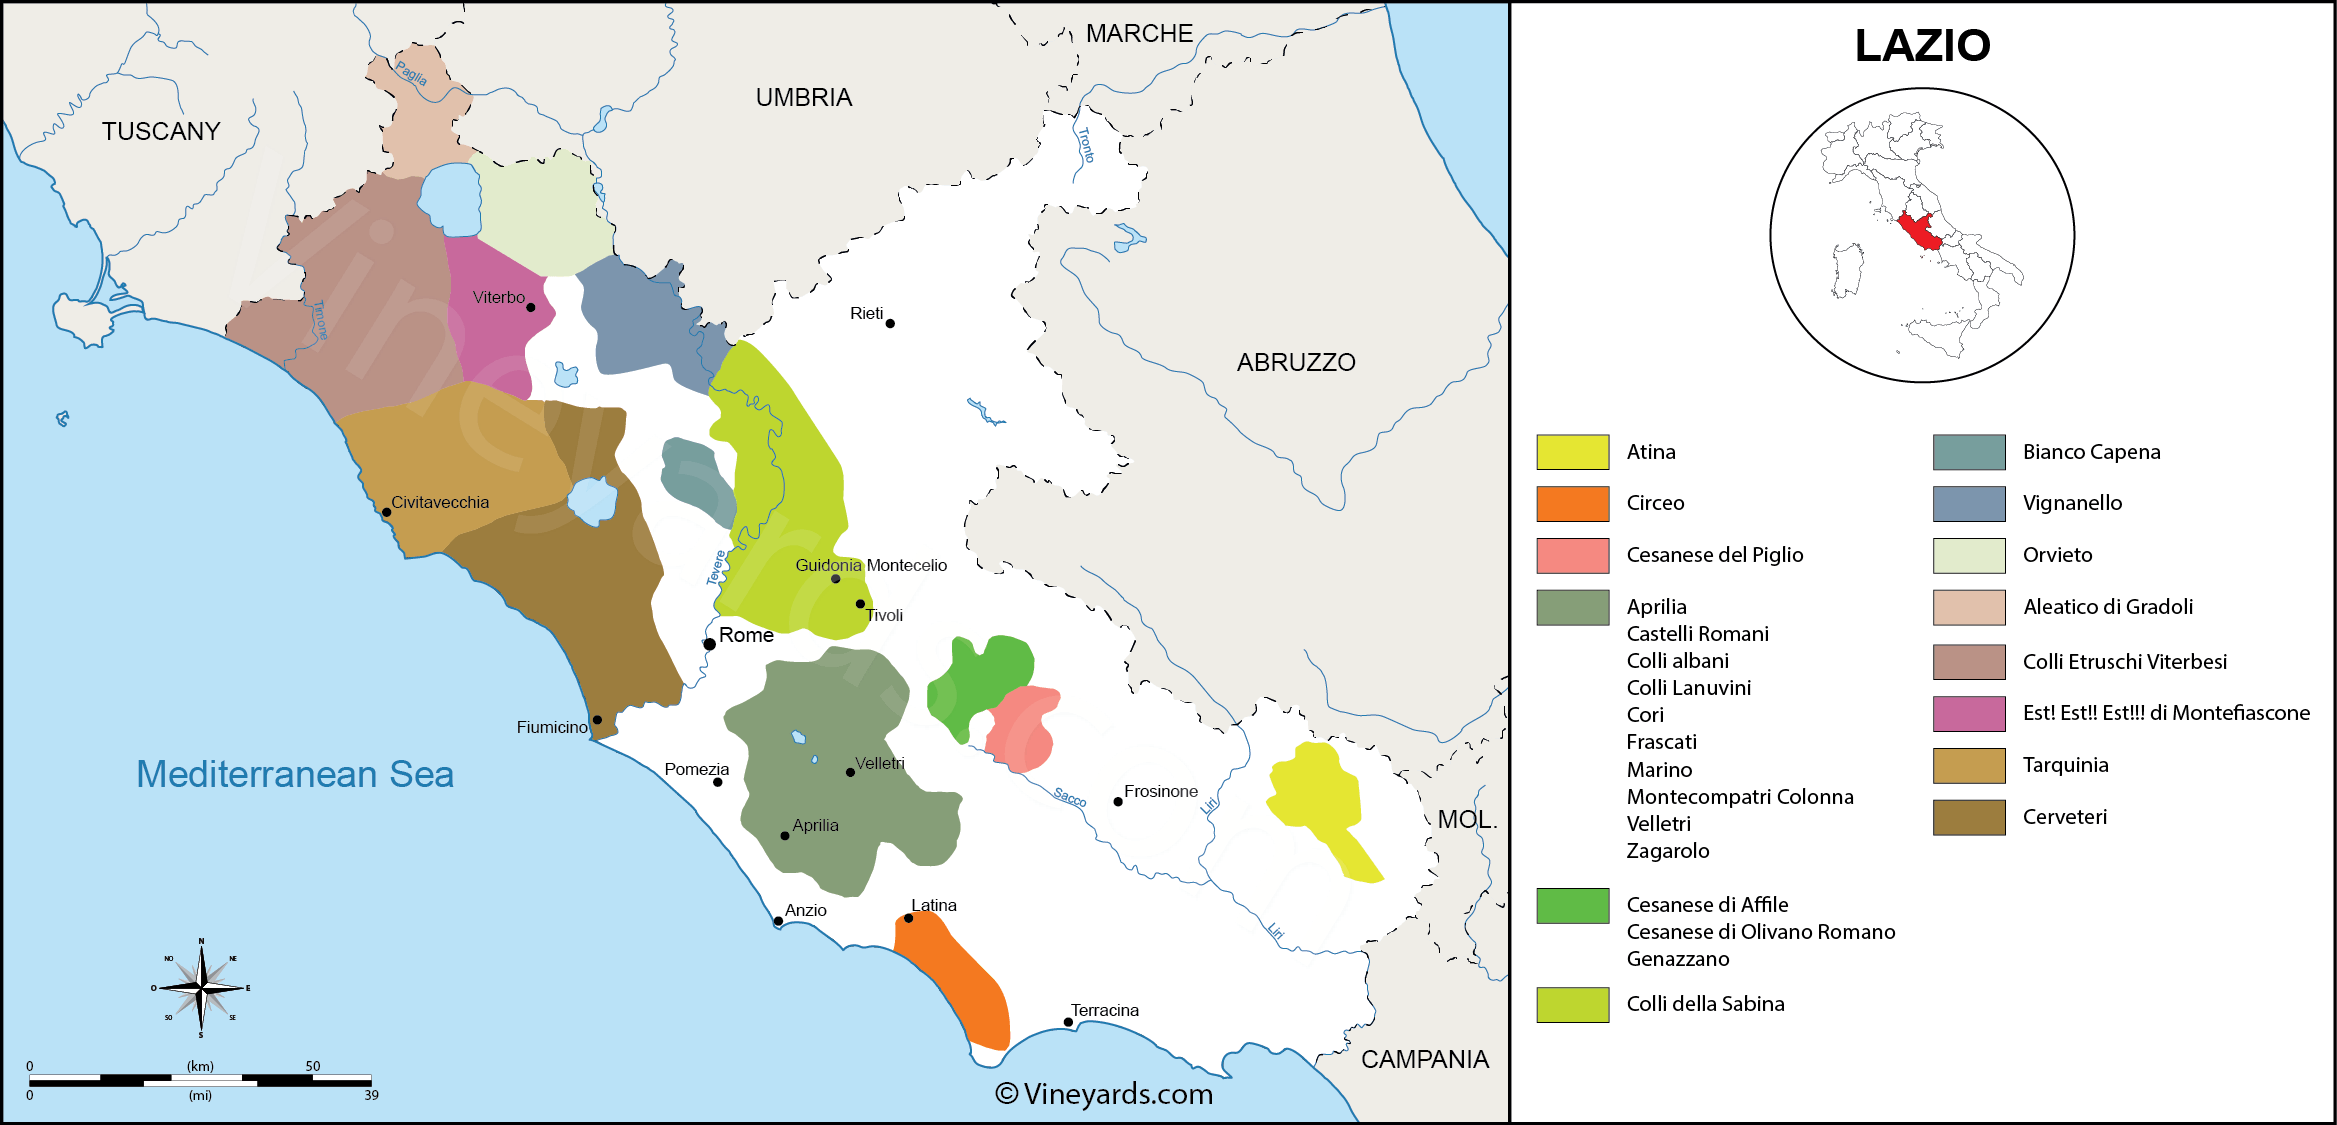 LAZIO
MARCHE
UMBRIA
TUSCANY
ABRUZZO
MOL.
CAMPANIA
Mediterranean Sea
Paglia
Tronto
Timone
Tevere
Sacco
Liri
Liri
Viterbo
Rieti
Civitavecchia
Guidonia Montecelio
Tivoli
Rome
Fiumicino
Pomezia
Velletri
Aprilia
Frosinone
Anzio
Latina
Terracina
N
NO
NE
O
E
SO
SE
S
0
(km)
50
0
(mi)
39
© Vineyards.com
Atina
Circeo
Cesanese del Piglio
Aprilia
Castelli Romani
Colli albani
Colli Lanuvini
Cori
Frascati
Marino
Montecompatri Colonna
Velletri
Zagarolo
Cesanese di Affile
Cesanese di Olivano Romano
Genazzano
Colli della Sabina
Bianco Capena
Vignanello
Orvieto
Aleatico di Gradoli
Colli Etruschi Viterbesi
Est! Est!! Est!!! di Montefiascone
Tarquinia
Cerveteri